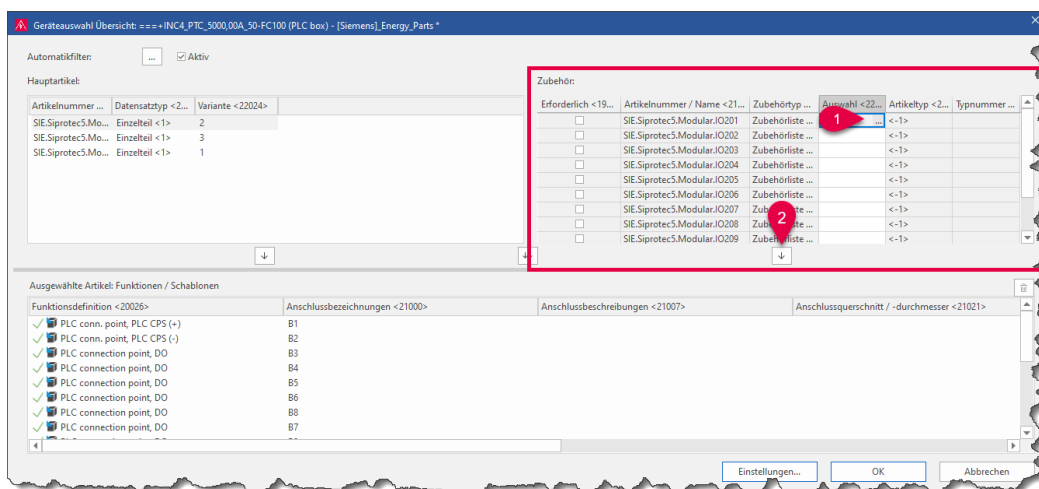 Geräteauswahl Übersicht: ===+INC4_PTC_5000,00A_50-FC100 (PLC box) - [Siemens]_Energy_Parts *
Automatikfilter: ... Aktiv
Hauptartikel:
Artikelnummer ... Datensatztyp <2... Variante <22024>
SIE.Siprotec5.Mo... Einzelteil <1> 2
SIE.Siprotec5.Mo... Einzelteil <1> 3
SIE.Siprotec5.Mo... Einzelteil <1> 1
Zubehör:
Erforderlich <19... Artikelnummer / Name <21... Zubehörtyp ... Auswahl <22... Artikeltyp <2... Typnummer ...
SIE.Siprotec5.Modular.IO201 Zubehörliste ... 1 ... <-1>
SIE.Siprotec5.Modular.IO202 Zubehörliste ... <-1>
SIE.Siprotec5.Modular.IO203 Zubehörliste ... <-1>
SIE.Siprotec5.Modular.IO204 Zubehörliste ... <-1>
SIE.Siprotec5.Modular.IO205 Zubehörliste ... <-1>
SIE.Siprotec5.Modular.IO206 Zubehörliste ... <-1>
SIE.Siprotec5.Modular.IO207 Zubehörliste ... <-1>
SIE.Siprotec5.Modular.IO208 Zubehörliste ... <-1>
SIE.Siprotec5.Modular.IO209 Zubehörliste ... <-1>
2
Ausgewählte Artikel: Funktionen / Schablonen
Funktionsdefinition <20026> Anschlussbezeichnungen <21000> Anschlussbeschreibungen <21007> Anschlussquerschnitt / -durchmesser <21021>
PLC conn. point, PLC CPS (+) B1
PLC conn. point, PLC CPS (-) B2
PLC connection point, DO B3
PLC connection point, DO B4
PLC connection point, DO B5
PLC connection point, DO B6
PLC connection point, DO B8
PLC connection point, DO B7
Einstellungen... OK Abbrechen